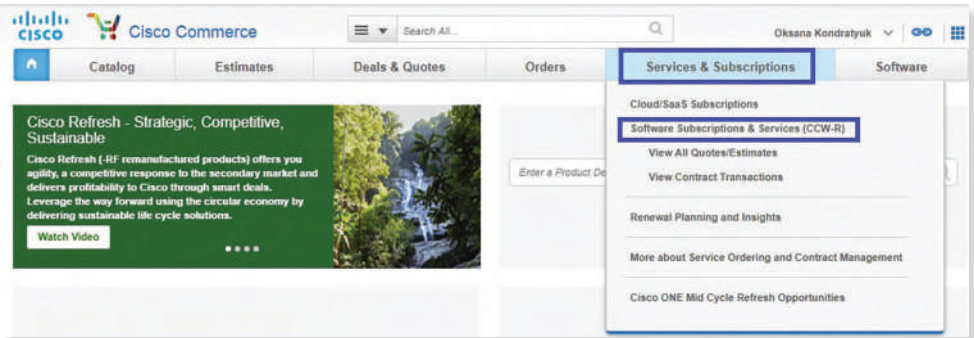 CISCO
Cisco Commerce
Search All...
Oksana Kondratyuk
Catalog
Estimates
Deals & Quotes
Orders
Services & Subscriptions
Software
Cisco Refresh - Strategic, Competitive,
Sustainable
Cisco Refresh (-RF remanufactured products) offers you
agility, a competitive response to the secondary market and
delivers profitability to Cisco through smart deals.
Leverage the way forward using the circular economy by
delivering sustainable life cycle solutions.
Watch Video
Enter a Product De
Cloud/SaaS Subscriptions
Software Subscriptions & Services (CCW-R)
View All Quotes/Estimates
View Contract Transactions
Renewal Planning and Insights
More about Service Ordering and Contract Management
Cisco ONE Mid Cycle Refresh Opportunities